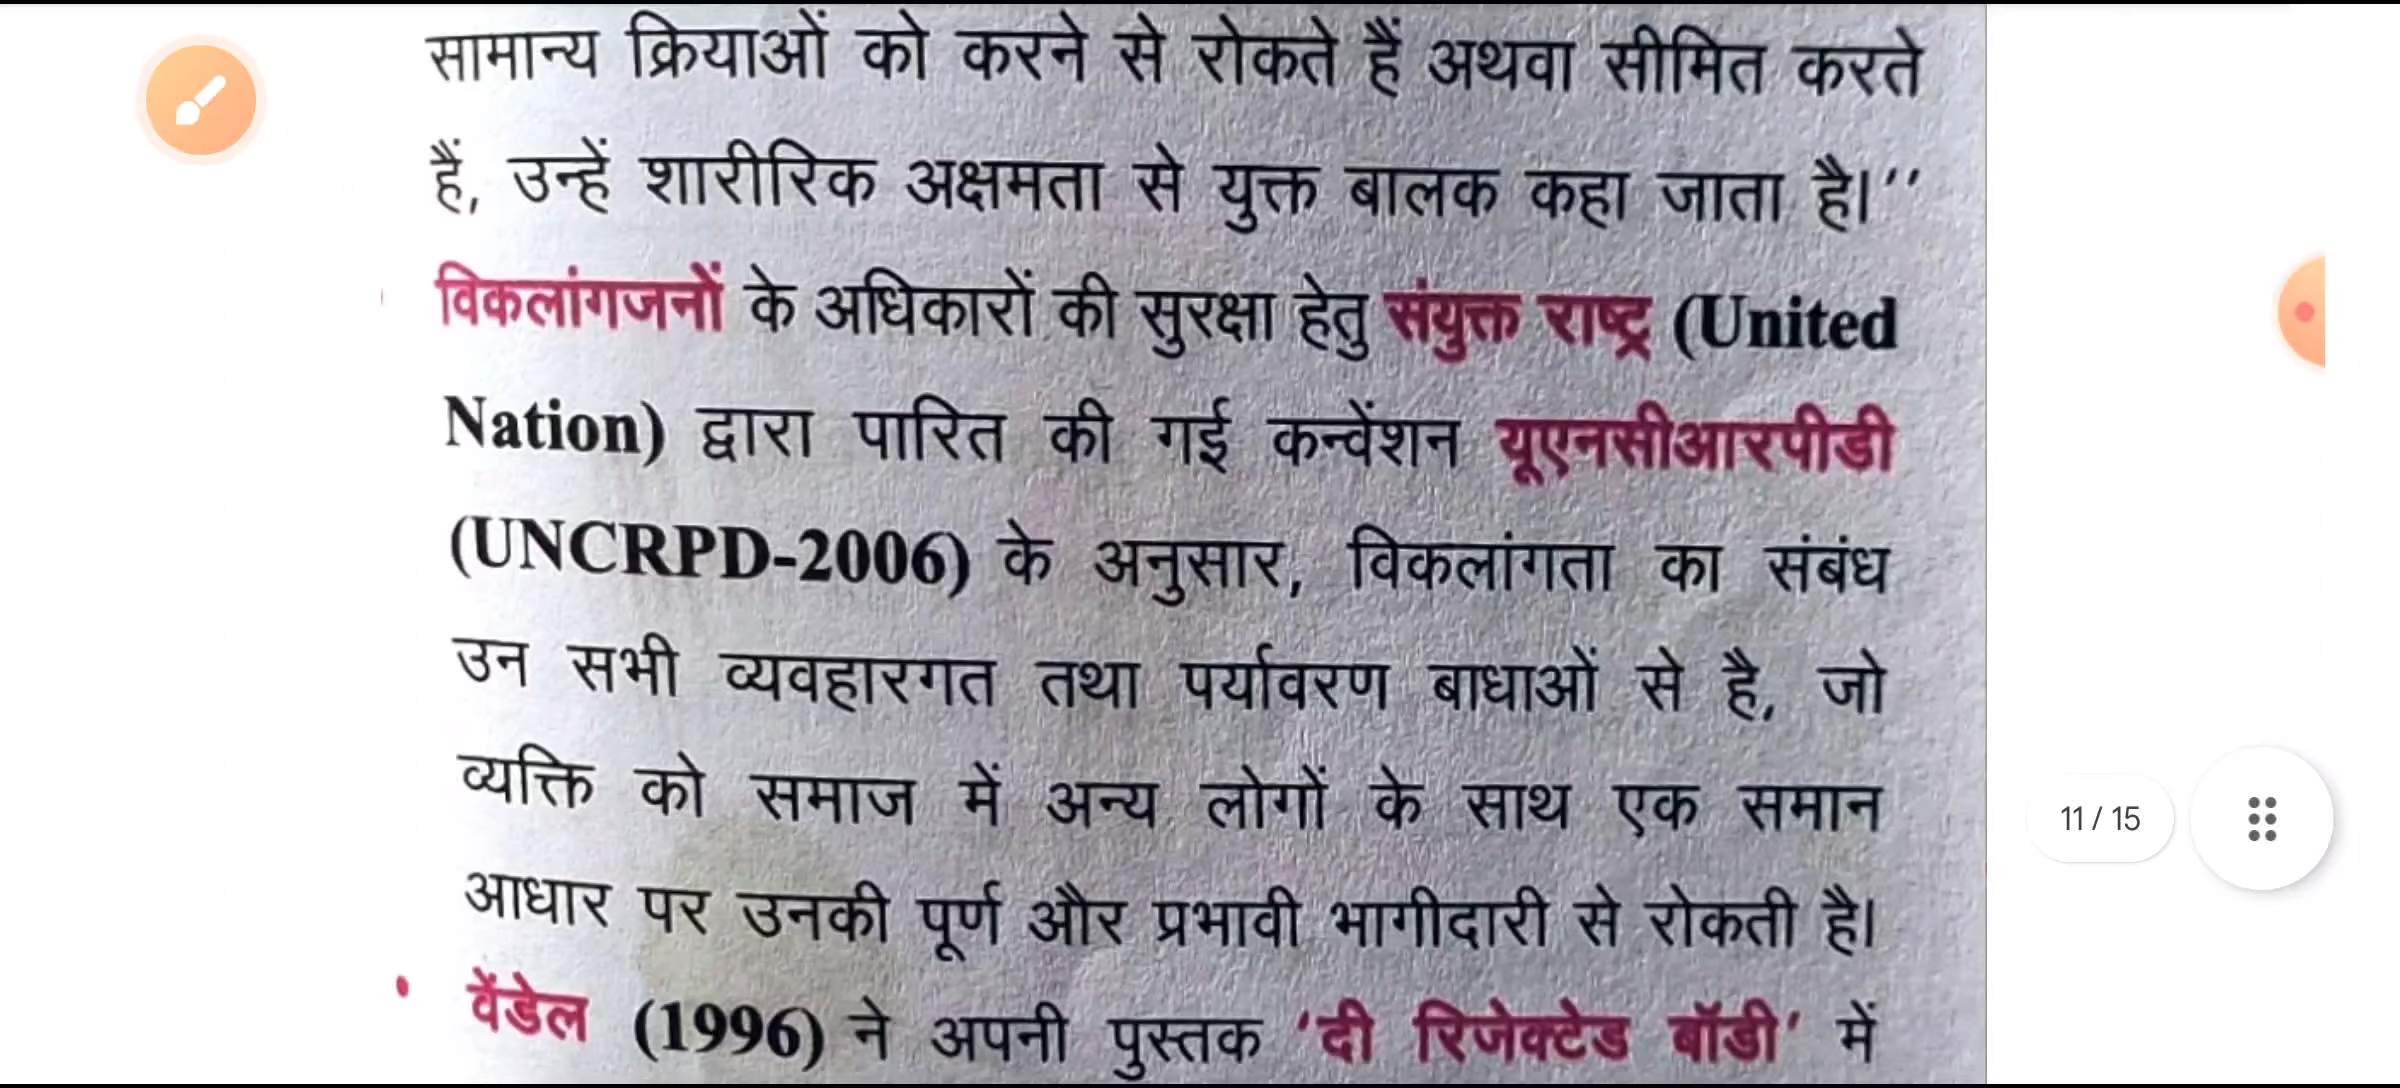 सामान्य क्रियाओं को करने से रोकते हैं अथवा सीमित करते
हैं, उन्हें शारीरिक अक्षमता से युक्त बालक कहा जाता है।''
विकलांगजनों के अधिकारों की सुरक्षा हेतु संयुक्त राष्ट्र (United
Nation) द्वारा पारित की गई कन्वेंशन यूएनसीआरपीडी
(UNCRPD-2006) के अनुसार, विकलांगता का संबंध
उन सभी व्यवहारगत तथा पर्यावरण बाधाओं से है, जो
व्यक्ति को समाज में अन्य लोगों के साथ एक समान
11 / 15
आधार पर उनकी पूर्ण और प्रभावी भागीदारी से रोकती है।
• वेंडेल (1996) ने अपनी पुस्तक 'दी रिजेक्टेड बॉडी' में